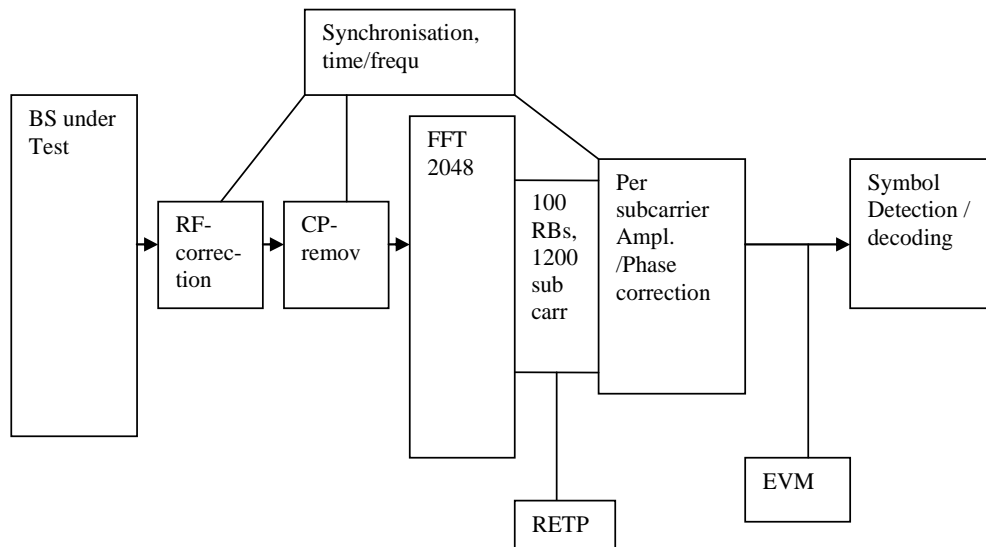 Synchronisation,
time/frequ
BS under
Test
FFT
2048
RF-
correc-
tion
CP-
remov
100
RBs,
1200
sub
carr
Per
subcarrier
Ampl.
/Phase
correction
Symbol
Detection /
decoding
EVM
RETP